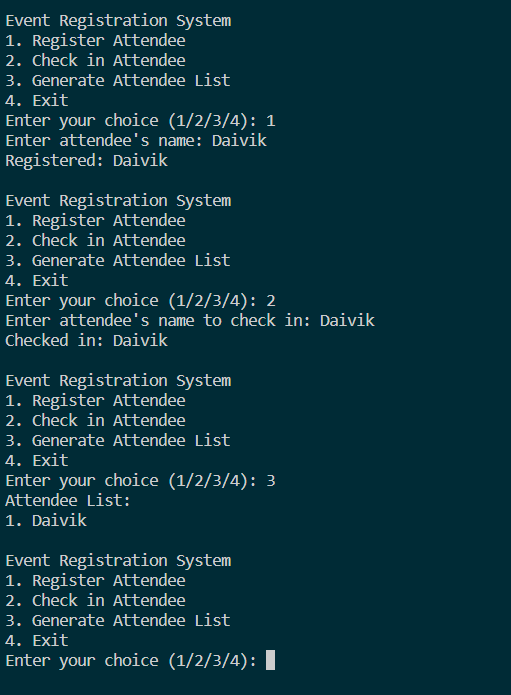 Event Registration System
1. Register Attendee
2. Check in Attendee
3. Generate Attendee List
4. Exit
Enter your choice (1/2/3/4): 1
Enter attendee's name: Daivik
Registered: Daivik

Event Registration System
1. Register Attendee
2. Check in Attendee
3. Generate Attendee List
4. Exit
Enter your choice (1/2/3/4): 2
Enter attendee's name to check in: Daivik
Checked in: Daivik

Event Registration System
1. Register Attendee
2. Check in Attendee
3. Generate Attendee List
4. Exit
Enter your choice (1/2/3/4): 3
Attendee List:
1. Daivik

Event Registration System
1. Register Attendee
2. Check in Attendee
3. Generate Attendee List
4. Exit
Enter your choice (1/2/3/4):